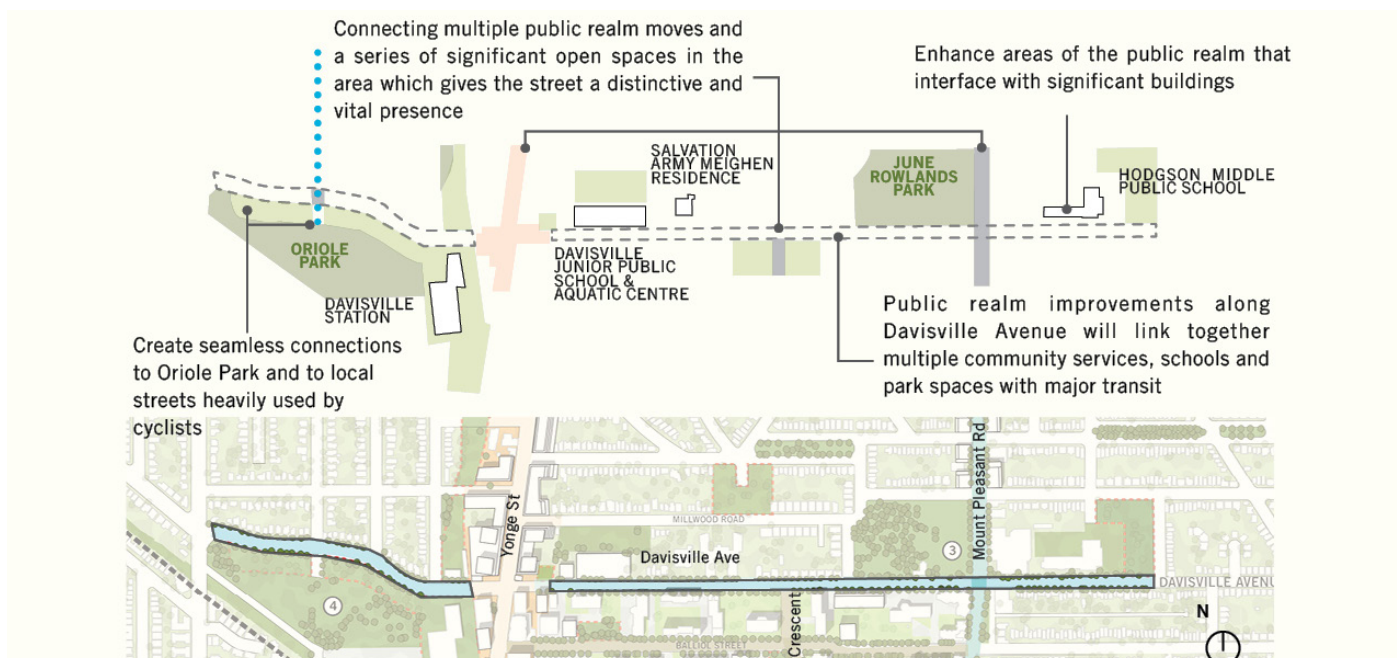 Connecting multiple public realm moves and
a series of significant open spaces in the
area which gives the street a distinctive and
vital presence
Enhance areas of the public realm that
interface with significant buildings
SALVATION
ARMY MEIGHEN
RESIDENCE
JUNE
ROWLANDS
PARK
HODGSON MIDDLE
PUBLIC SCHOOL
ORIOLE
PARK
DAVISVILLE
STATION
DAVISVILLE
JUNIOR PUBLIC
SCHOOL &
AQUATIC CENTRE
Public realm improvements along
Davisville Avenue will link together
multiple community services, schools and
park spaces with major transit
Create seamless connections
to Oriole Park and to local
streets heavily used by
cyclists
Yonge St
MILLWOOD ROAD
Mount Pleasant Rd
Davisville Ave
3
DAVISVILLE AVENU
4
Crescent
BALLIOL STREET
N